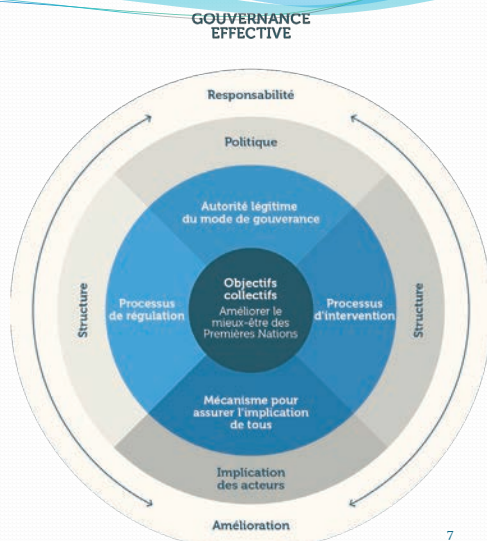 GOUVERNANCE
EFFECTIVE
Responsabilité
Politique
Autorité légitime
du mode de gouverance
Structure
Processus
de régulation
Objectifs
collectifs
Améliorer le
mieux-être des
Premières Nations
Processus
d'intervention
Structure
Mécanisme pour
assurer l'implication
de tous
Implication
des acteurs
Amélioration
7